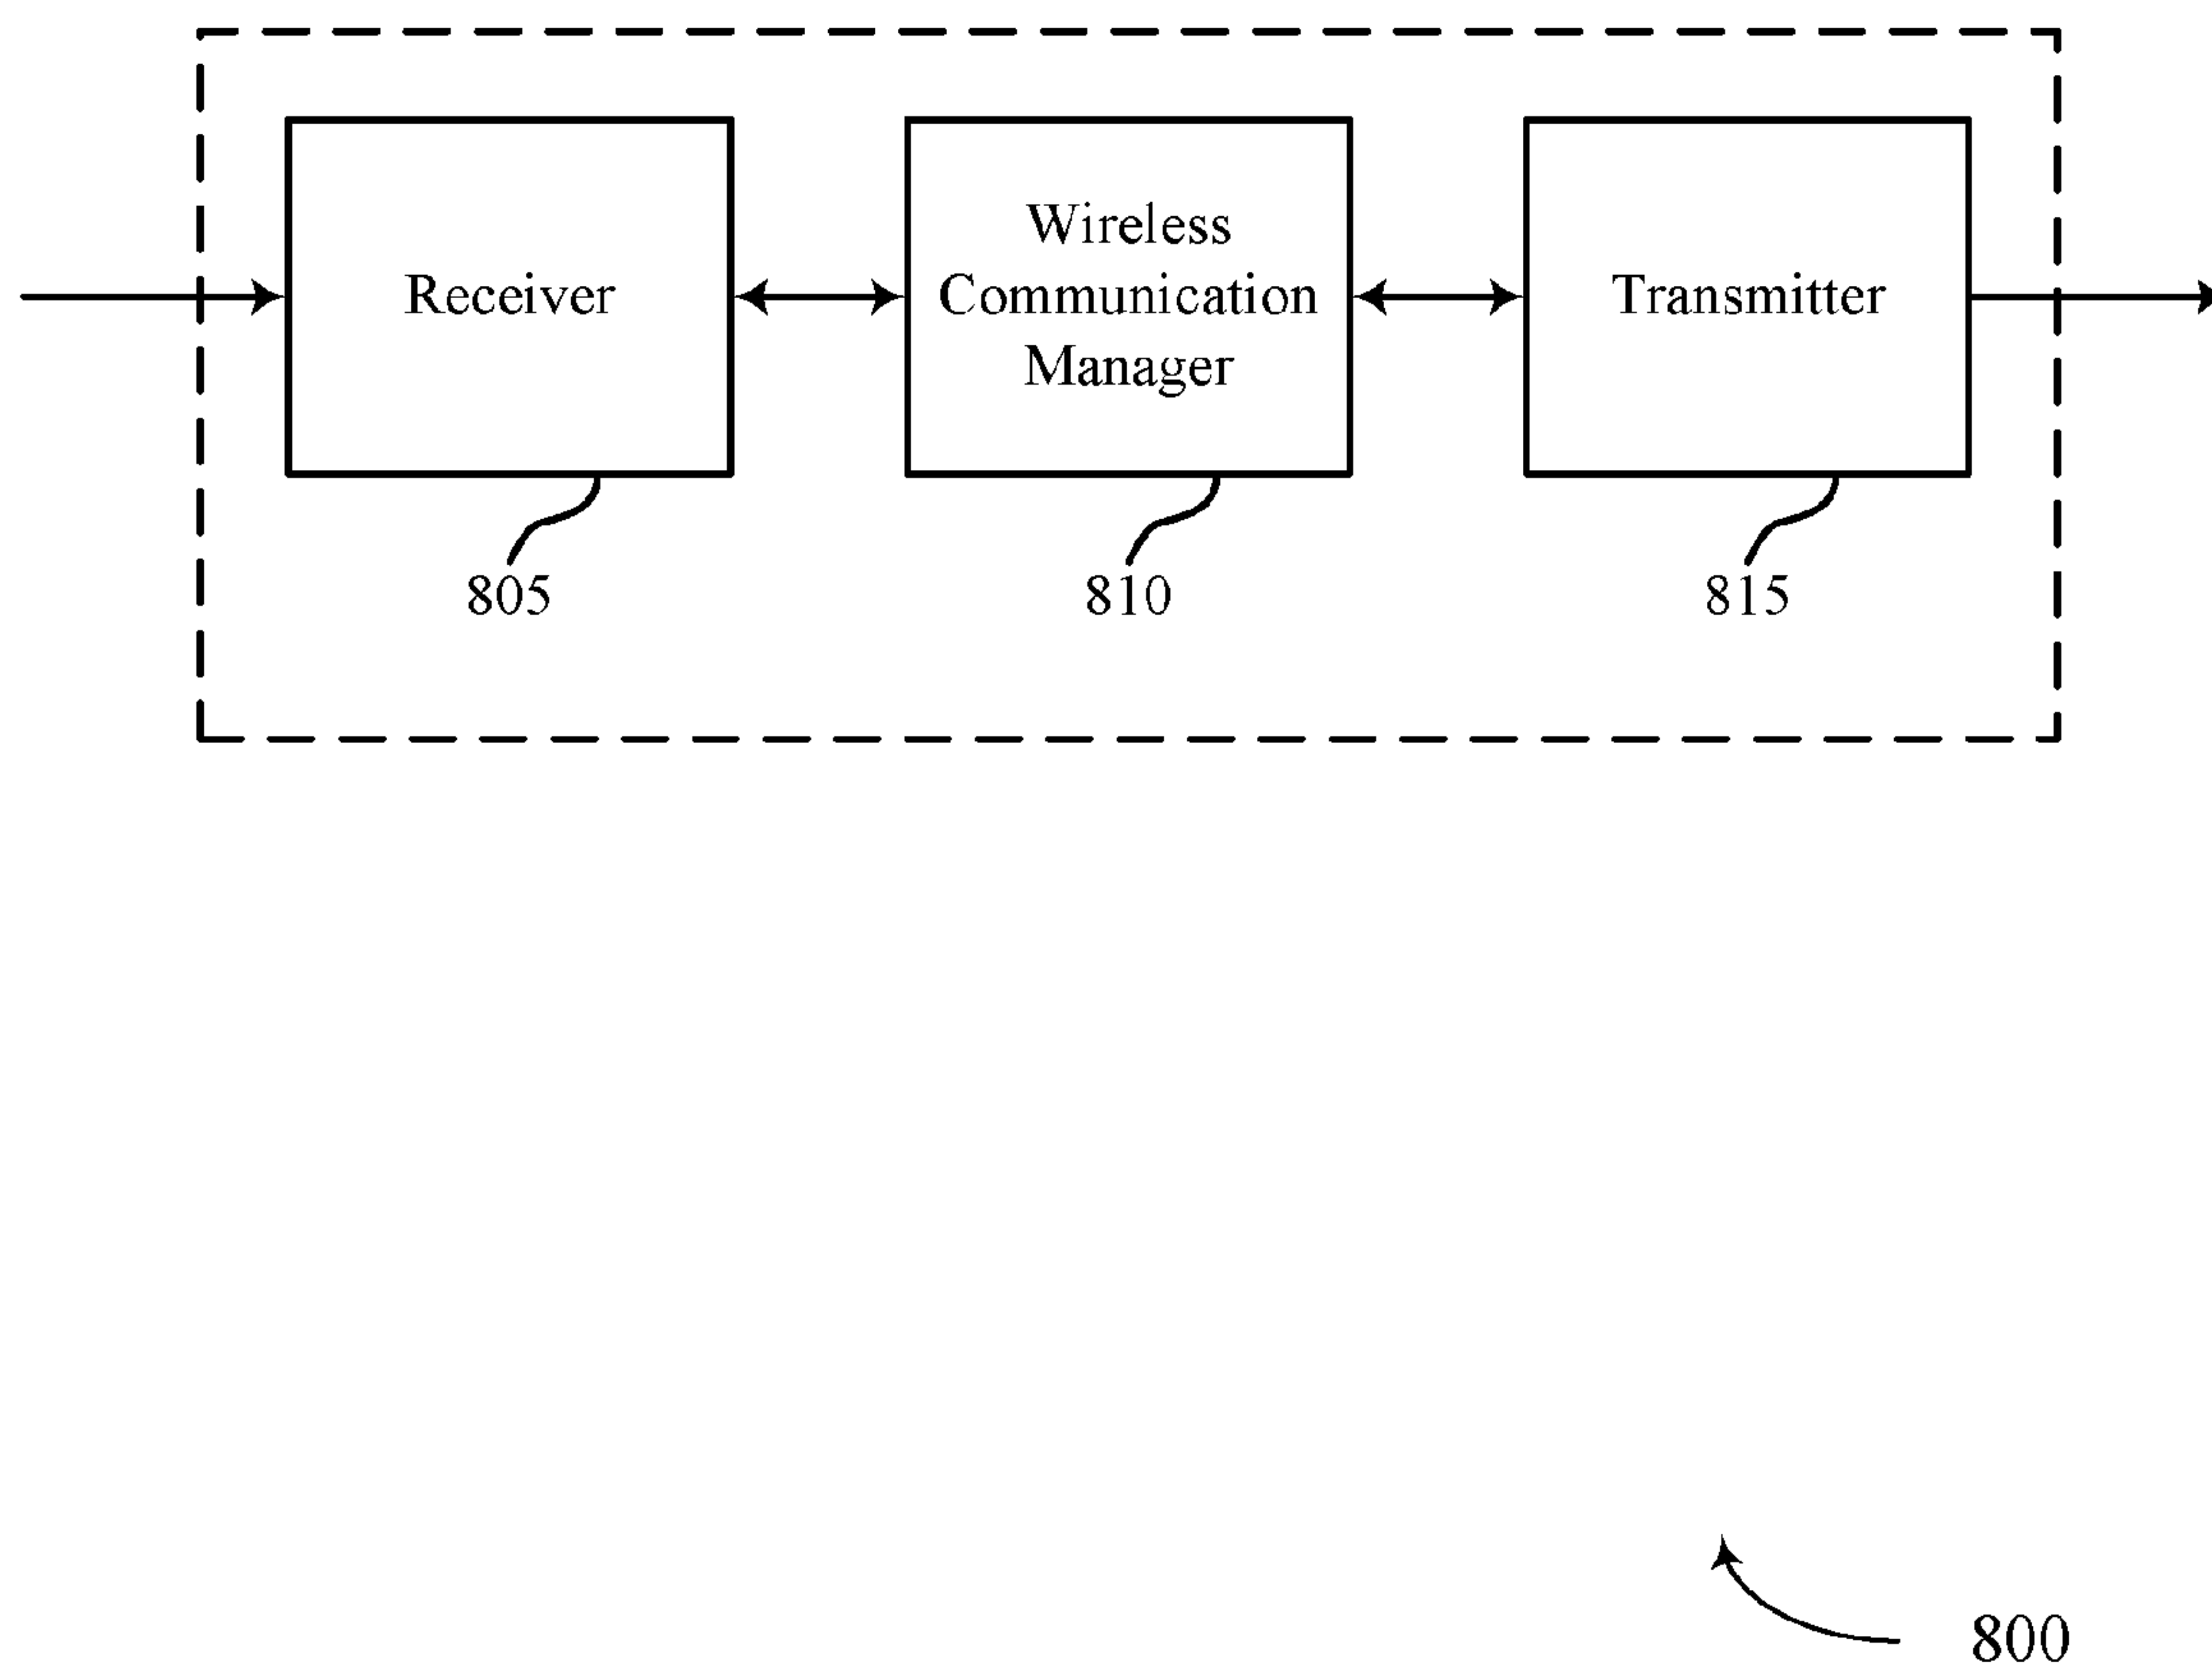 Receiver
Wireless
Communication
Manager
Transmitter
805
810
815
800